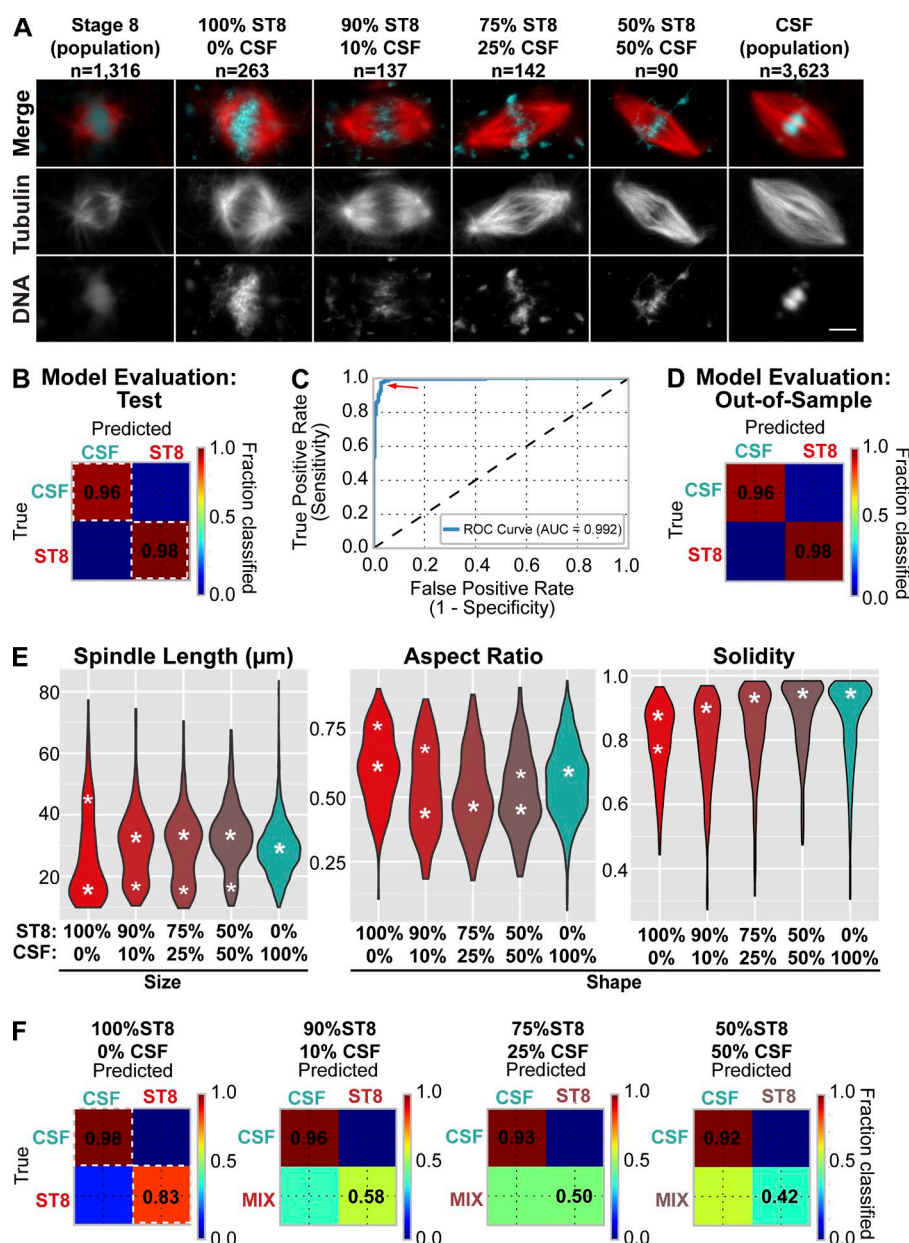 A
Stage 8 (population) n=1,316
100% ST8 0% CSF n=263
90% ST8 10% CSF n=137
75% ST8 25% CSF n=142
50% ST8 50% CSF n=90
CSF (population) n=3,623
Merge
Tubulin
DNA
B Model Evaluation:
Test
Predicted
CSF ST8
True
CSF 0.96
ST8 0.98
1.0
0.5
0.0
Fraction classified
C
True Positive Rate
(Sensitivity)
1.0
0.8
0.6
0.4
0.2
0.0
ROC Curve (AUC = 0.992)
0.0 0.2 0.4 0.6 0.8 1.0
False Positive Rate
(1 - Specificity)
D Model Evaluation:
Out-of-Sample
Predicted
CSF ST8
True
CSF 0.96
ST8 0.98
1.0
0.5
0.0
Fraction classified
E
Spindle Length (µm)
80
60
40
20
* * * * * * * * *
ST8: 100% 90% 75% 50% 0%
CSF: 0% 10% 25% 50% 100%
Size
Aspect Ratio
0.75
0.50
0.25
* * * * * * * *
100% 90% 75% 50% 0%
0% 10% 25% 50% 100%
Solidity
1.0
0.8
0.6
0.4
* * * * * *
100% 90% 75% 50% 0%
0% 10% 25% 50% 100%
Shape
F
100%ST8
0% CSF
Predicted
CSF ST8
True
CSF 0.98
ST8 0.83
1.0
0.5
0.0
90%ST8
10% CSF
Predicted
CSF ST8
CSF 0.96
MIX 0.58
1.0
0.5
0.0
75%ST8
25% CSF
Predicted
CSF ST8
CSF 0.93
MIX 0.50
1.0
0.5
0.0
50%ST8
50% CSF
Predicted
CSF ST8
CSF 0.92
MIX 0.42
1.0
0.5
0.0
Fraction classified